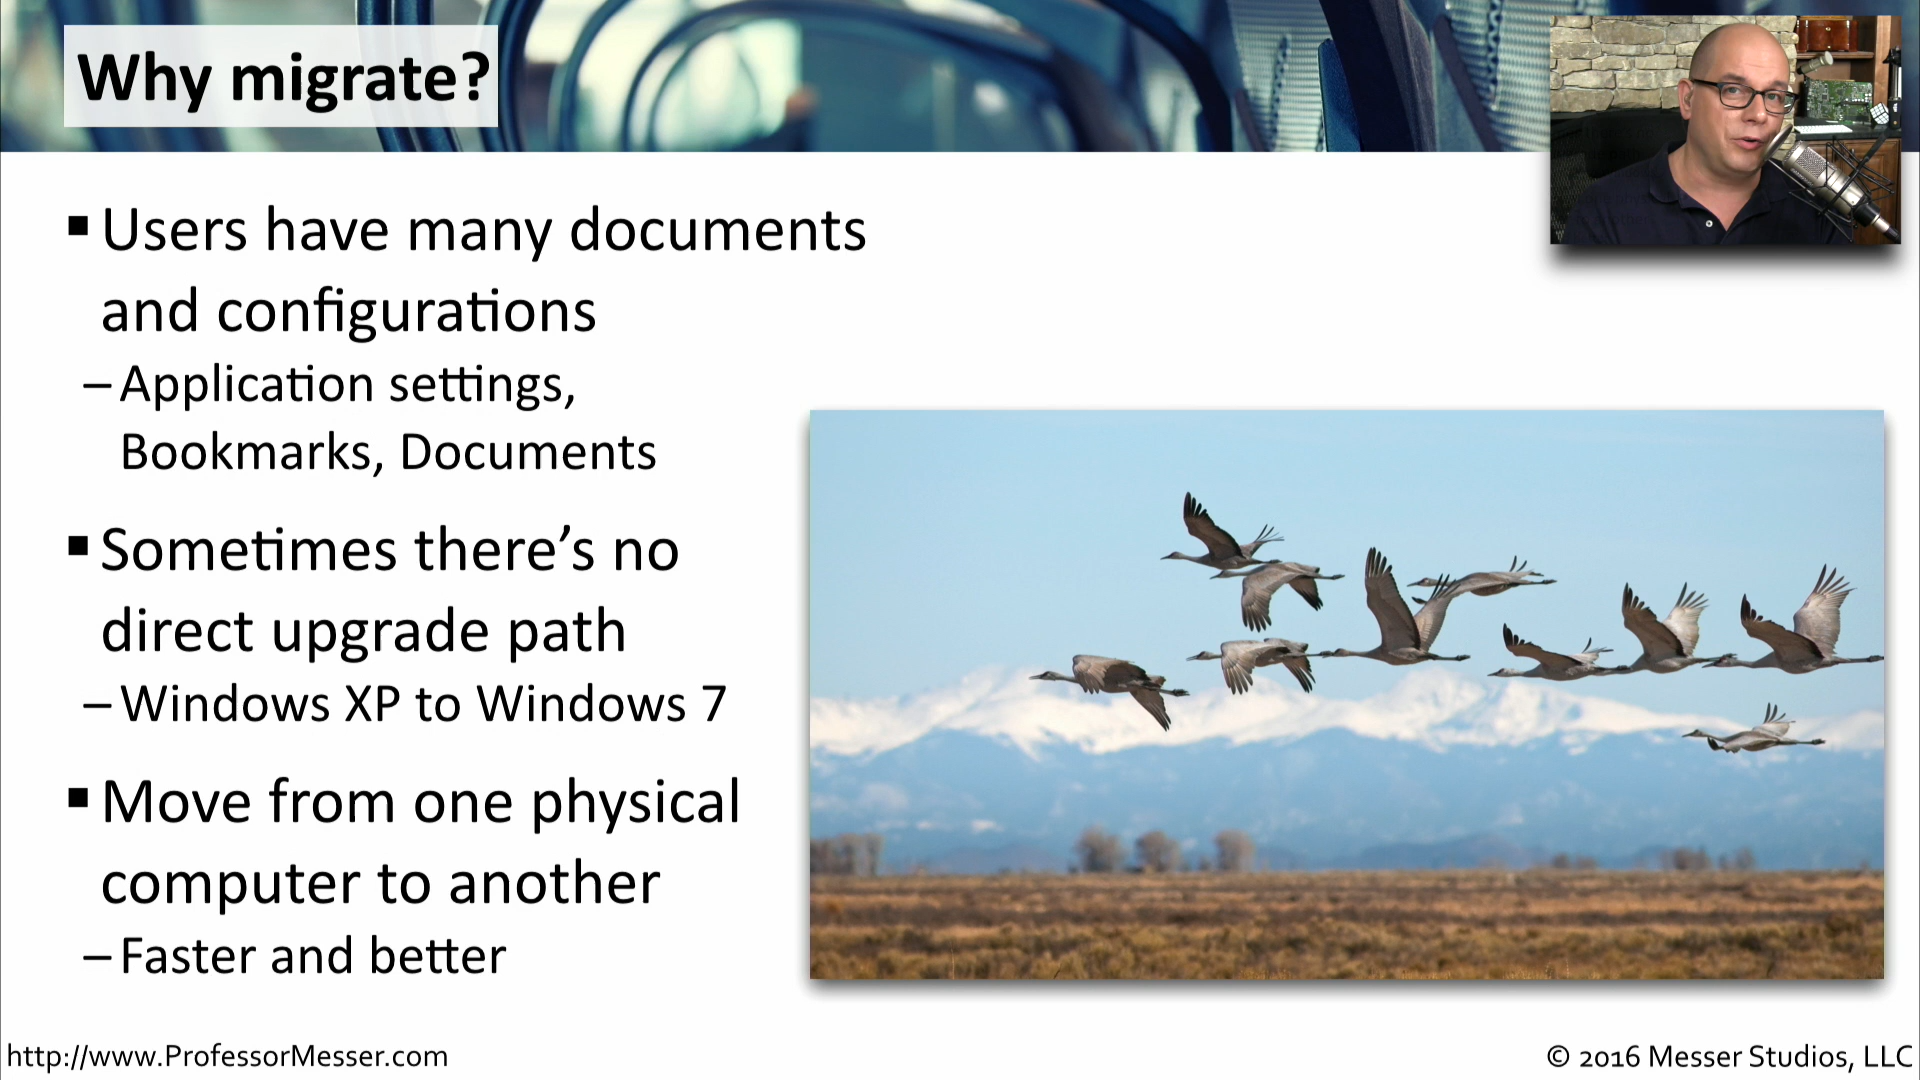 Why migrate?
▪ Users have many documents
and configurations
– Application settings,
Bookmarks, Documents
▪ Sometimes there’s no
direct upgrade path
– Windows XP to Windows 7
▪ Move from one physical
computer to another
– Faster and better
http://www.ProfessorMesser.com
© 2016 Messer Studios, LLC